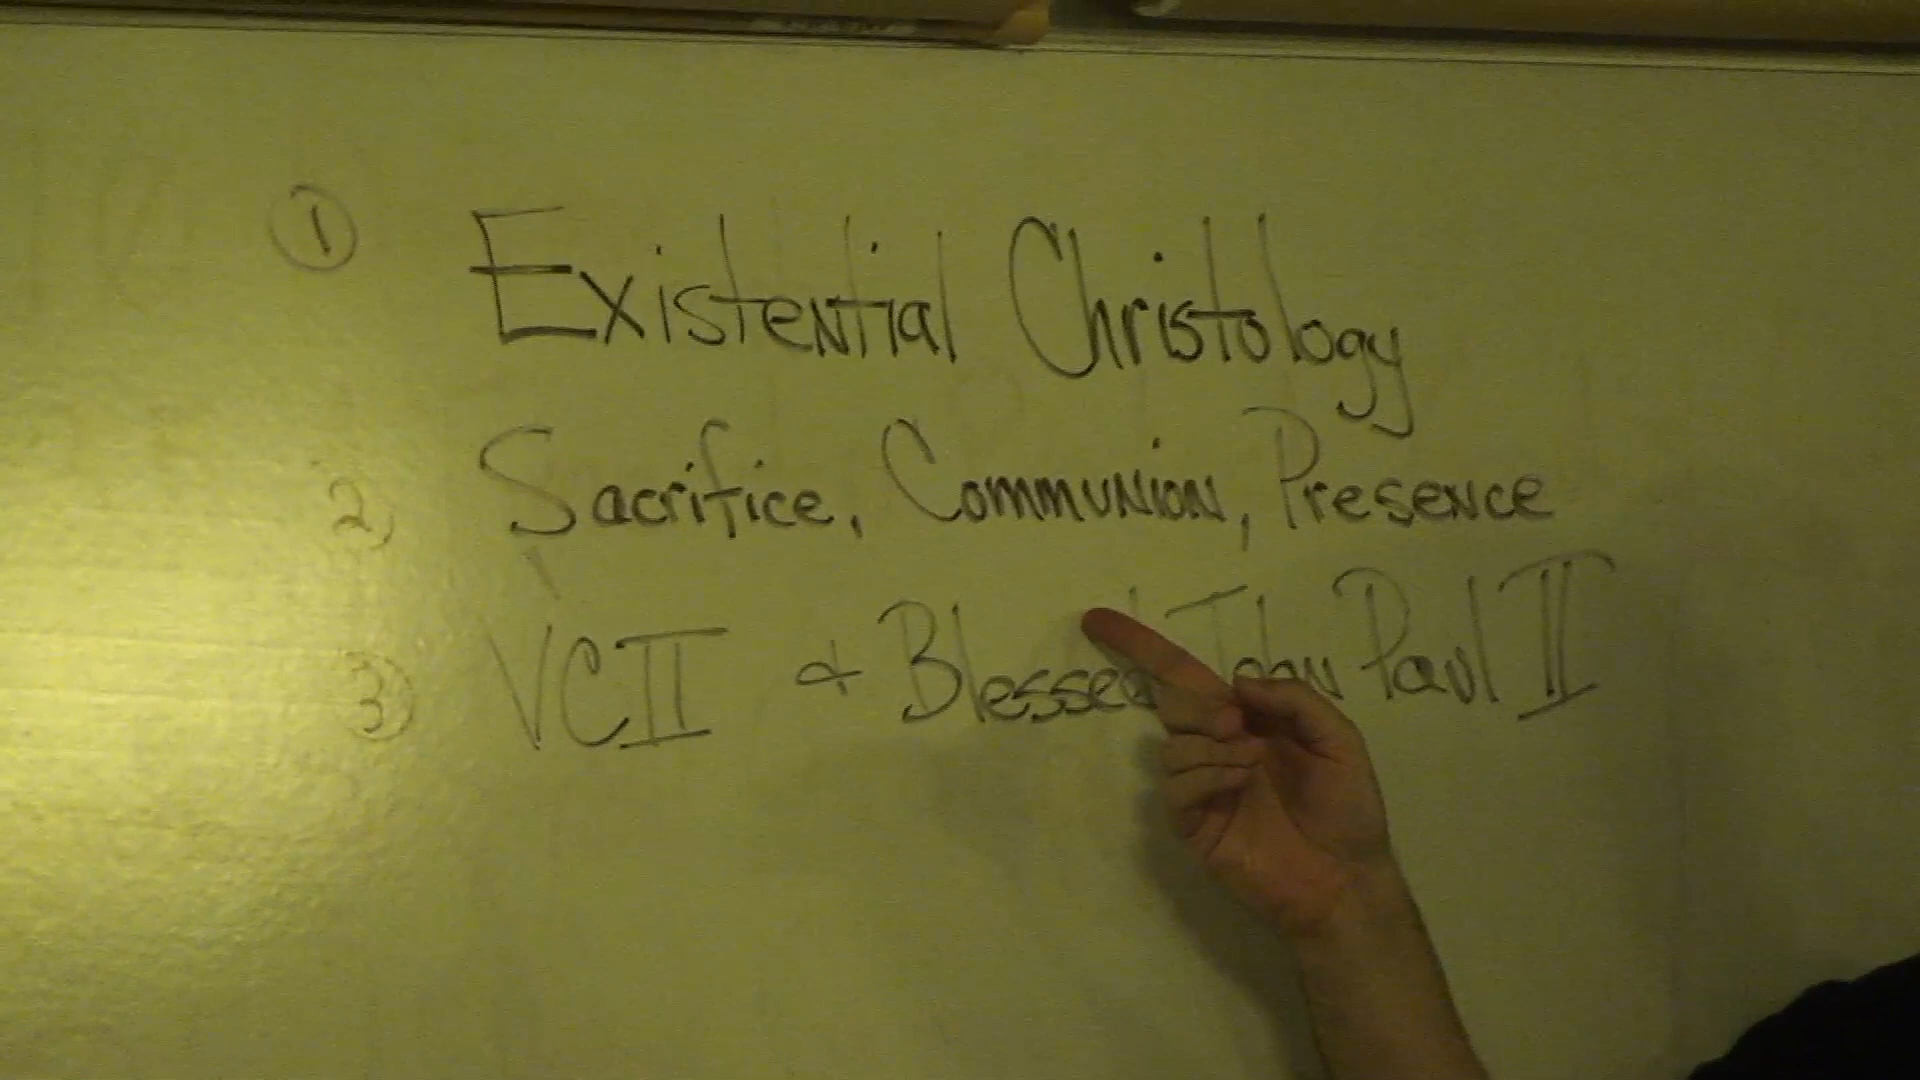 ① Existential Christology
2) Sacrifice, Communion, Presence
3) VCII & Blessed John Paul II